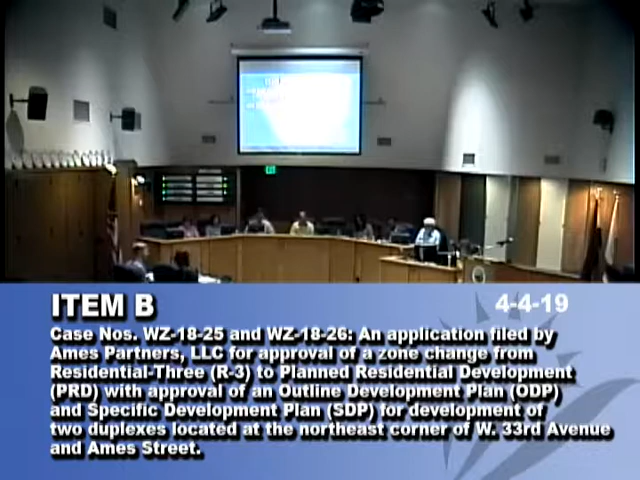 ITEM B
4-4-19
Case Nos. WZ-18-25 and WZ-18-26: An application filed by
Ames Partners, LLC for approval of a zone change from
Residential-Three (R-3) to Planned Residential Development
(PRD) with approval of an Outline Development Plan (ODP)
and Specific Development Plan (SDP) for development of
two duplexes located at the northeast corner of W. 33rd Avenue
and Ames Street.